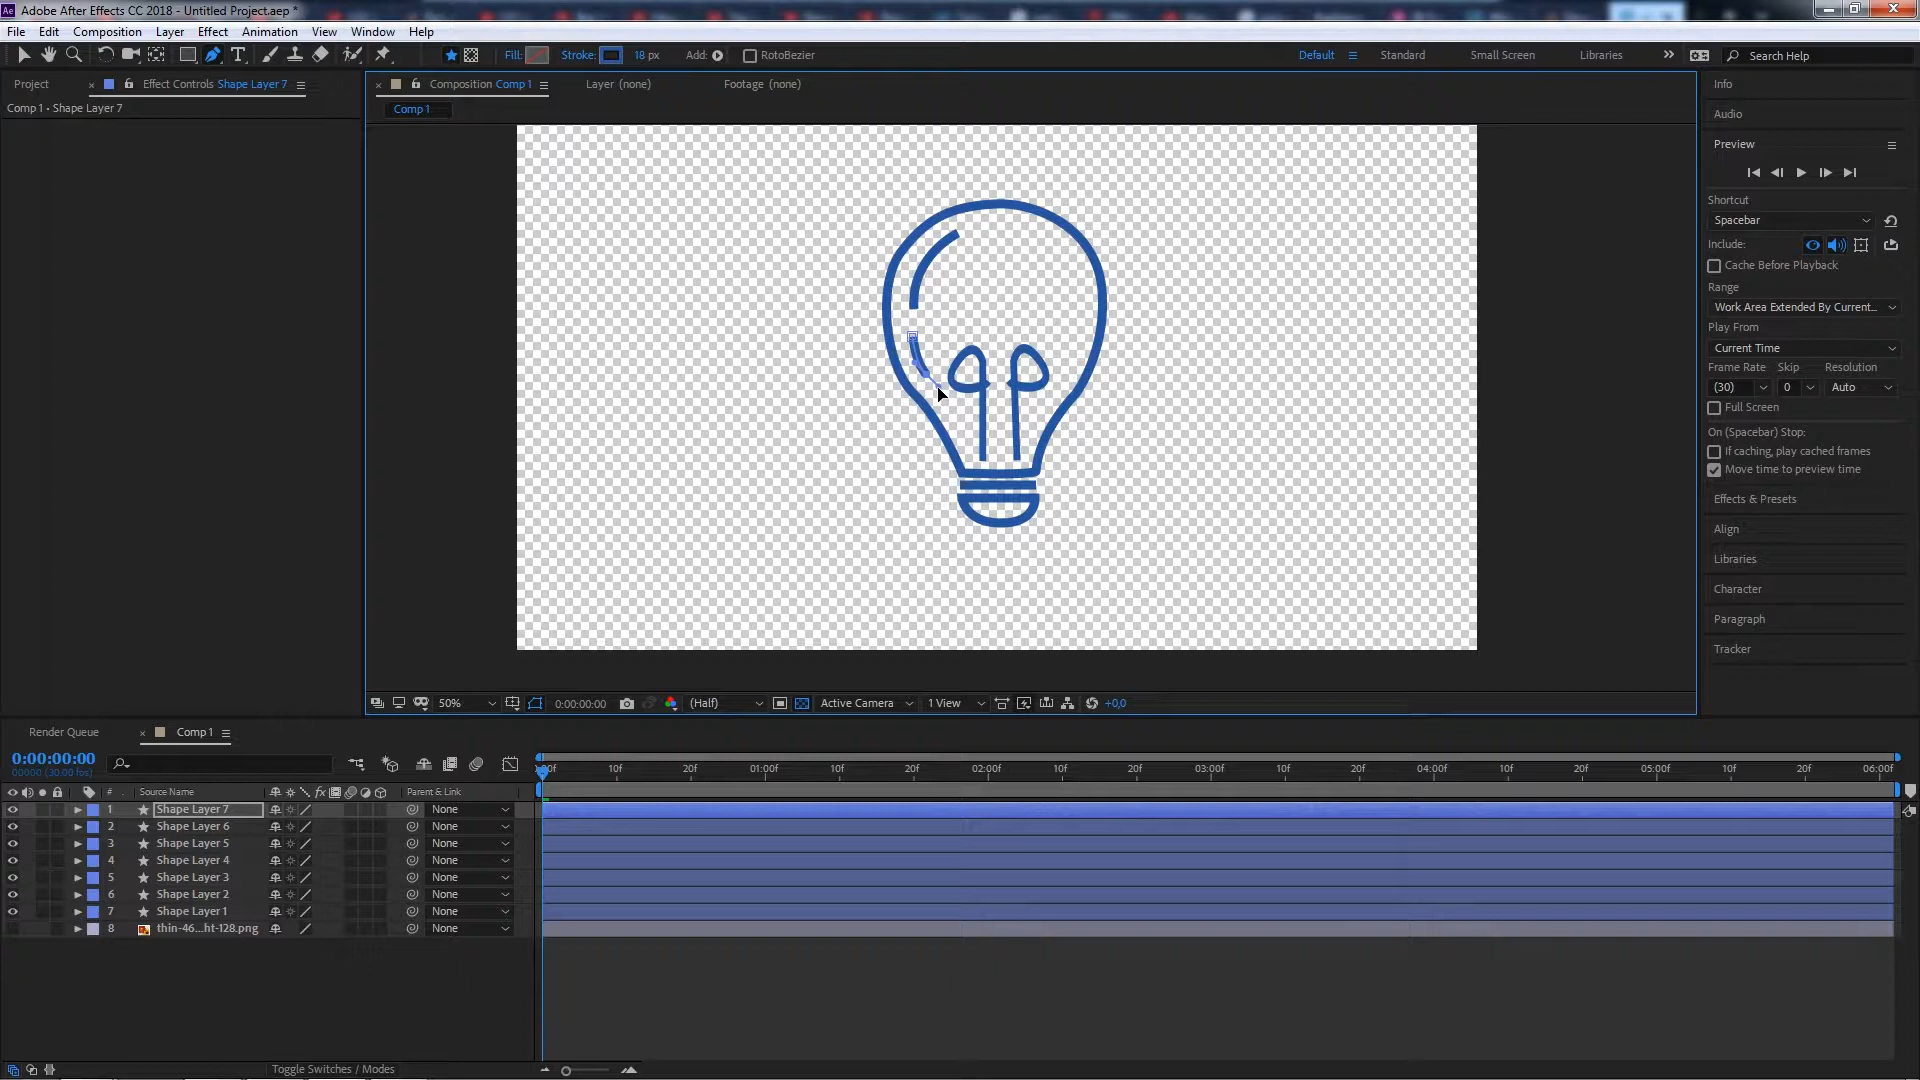 Ae Adobe After Effects CC 2018 - Untitled Project.aep *
File Edit Composition Layer Effect Animation View Window Help
Fill: Stroke: 18 px Add: RotoBezier Default Standard Small Screen Libraries Search Help
Project Effect Controls Shape Layer 7
Comp 1 • Shape Layer 7
Composition Comp 1 Layer (none) Footage (none)
Comp 1
Info
Audio
Preview
Shortcut
Spacebar
Include:
Cache Before Playback
Range
Work Area Extended By Current...
Play From
Current Time
Frame Rate Skip Resolution
(30) 0 Auto
Full Screen
On (Spacebar) Stop:
If caching, play cached frames
Move time to preview time
Effects & Presets
Align
Libraries
Character
Paragraph
Tracker
50% 0:00:00:00 (Half) Active Camera 1 View +0,0
Render Queue Comp 1
0:00:00:00
00000 (30.00 fps)
:00f 10f 20f 01:00f 10f 20f 02:00f 10f 20f 03:00f 10f 20f 04:00f 10f 20f 05:00f 10f 20f 06:00f
# Source Name fx Parent & Link
1 Shape Layer 7 None
2 Shape Layer 6 None
3 Shape Layer 5 None
4 Shape Layer 4 None
5 Shape Layer 3 None
6 Shape Layer 2 None
7 Shape Layer 1 None
8 thin-46...ht-128.png None
Toggle Switches / Modes